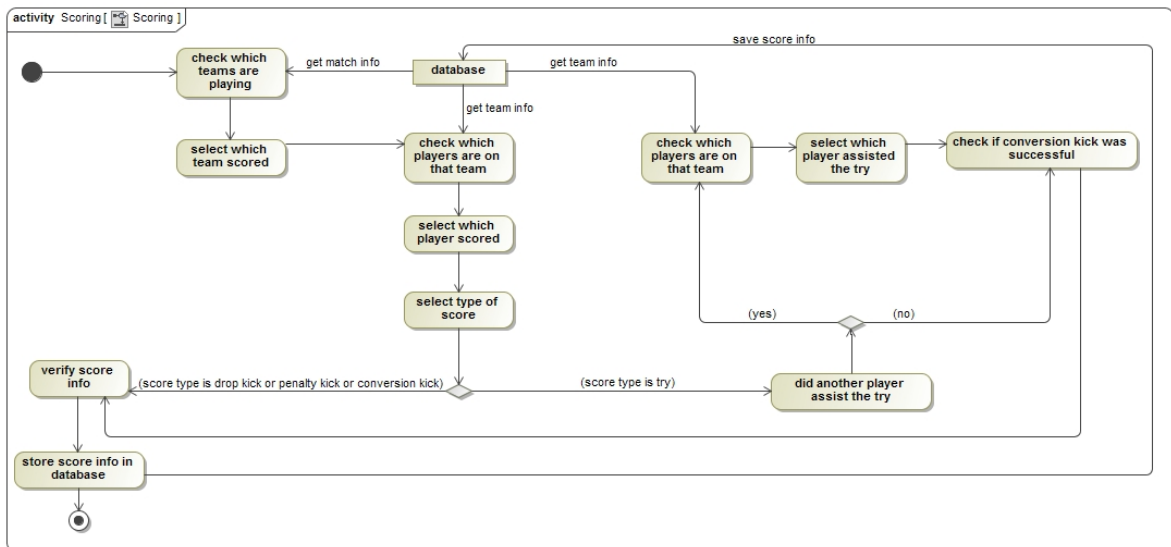 activity Scoring [ Scoring ]
save score info
check which
teams are
playing
get match info
database
get team info
get team info
select which
team scored
check which
players are on
that team
check which
players are on
that team
select which
player assisted
the try
check if conversion kick was
successful
select which
player scored
select type of
score
(yes)
(no)
verify score
info
(score type is drop kick or penalty kick or conversion kick)
(score type is try)
did another player
assist the try
store score info in
database